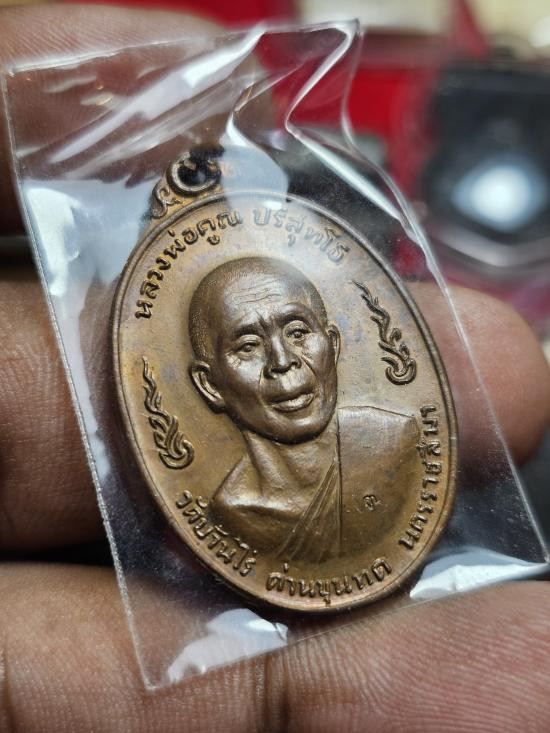 หลวงพ่อคูณ ปริสุทโธ
วัดบ้านไร่ ด่านขุนทด นครราชสีมา